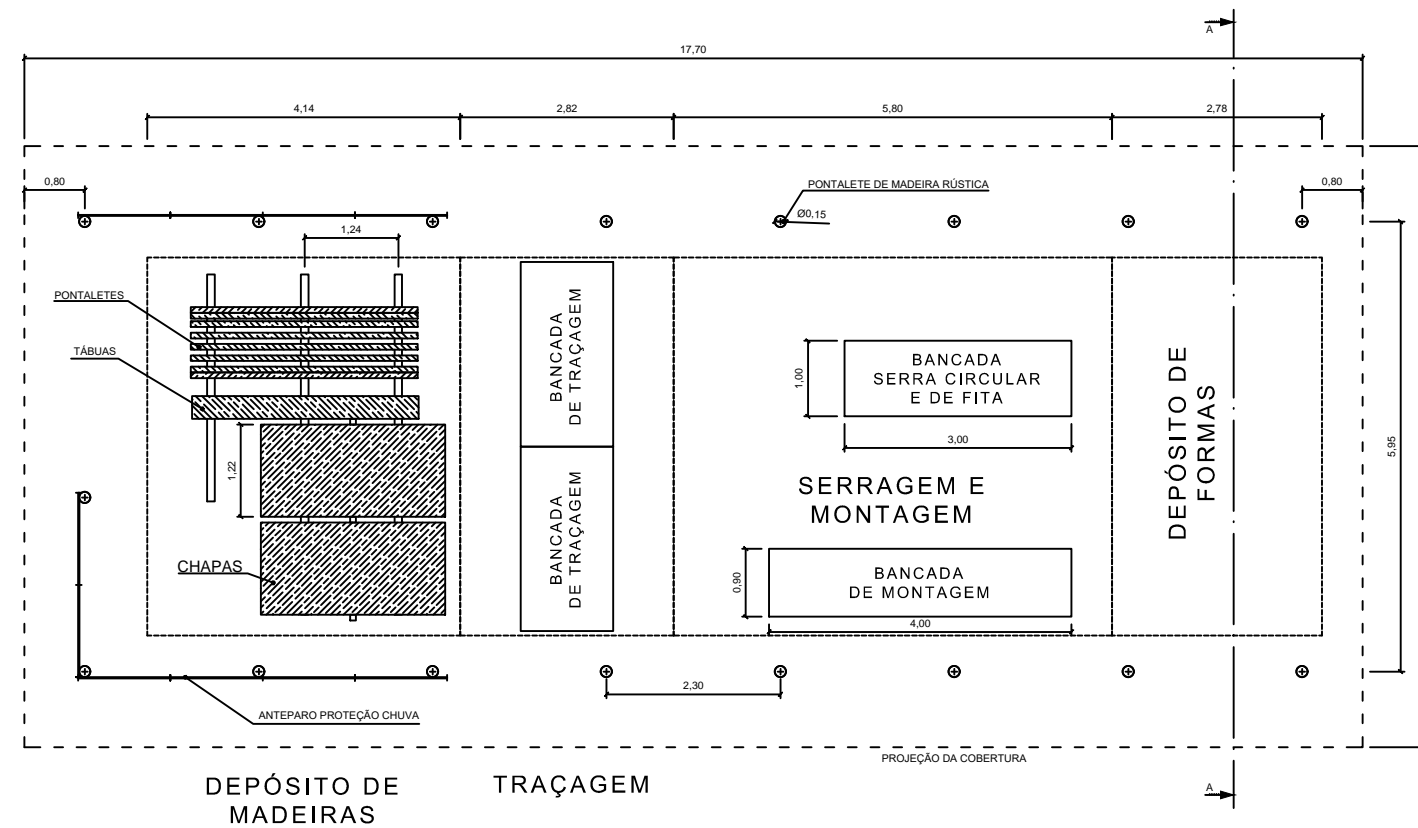 A
17,70
4,14
2,82
5,80
2,78
0,80
PONTALETE DE MADEIRA RÚSTICA
0,80
Ø0,15
1,24
PONTALETES
TÁBUAS
BANCADA
DE TRAÇAGEM
1,00
BANCADA
SERRA CIRCULAR
E DE FITA
3,00
DEPÓSITO DE
FORMAS
5,95
1,22
SERRAGEM E
MONTAGEM
CHAPAS
BANCADA
DE TRAÇAGEM
0,90
BANCADA
DE MONTAGEM
4,00
2,30
ANTEPARO PROTEÇÃO CHUVA
PROJEÇÃO DA COBERTURA
DEPÓSITO DE
MADEIRAS
TRAÇAGEM
A